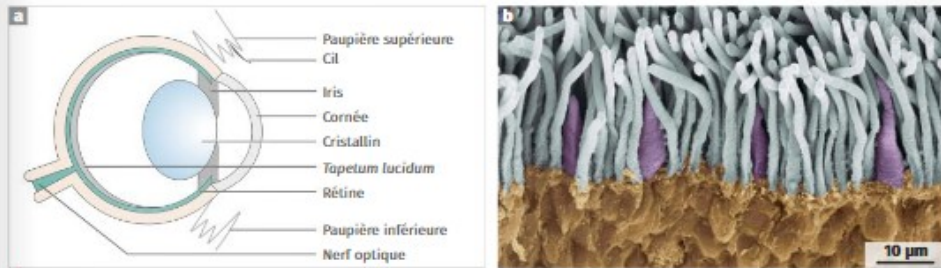 a
Paupière supérieure
Cil
Iris
Cornée
Cristallin
Tapetum lucidum
Rétine
Paupière inférieure
Nerf optique
b
10 µm